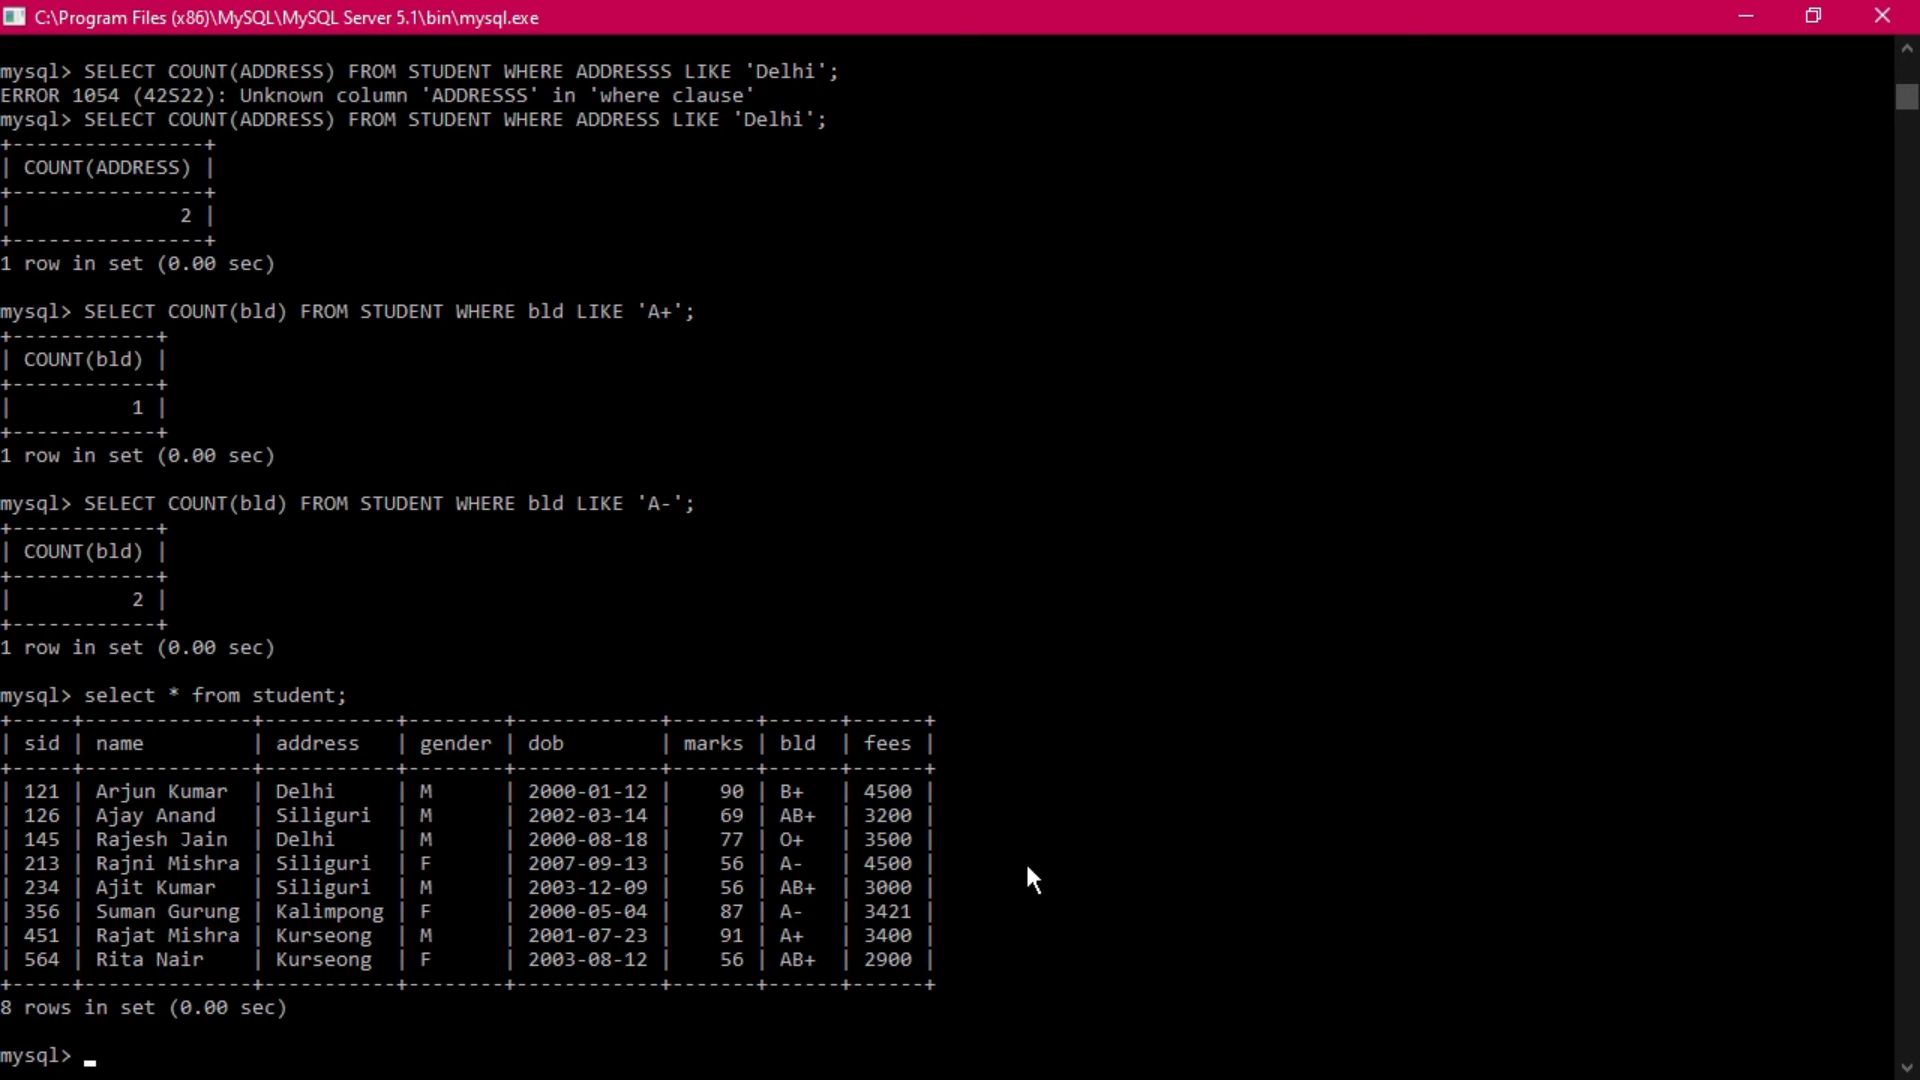 C:\Program Files (x86)\MySQL\MySQL Server 5.1\bin\mysql.exe
mysql> SELECT COUNT(ADDRESS) FROM STUDENT WHERE ADDRESSS LIKE 'Delhi';
ERROR 1054 (42S22): Unknown column 'ADDRESSS' in 'where clause'
mysql> SELECT COUNT(ADDRESS) FROM STUDENT WHERE ADDRESS LIKE 'Delhi';
+----------------+
| COUNT(ADDRESS) |
+----------------+
|              2 |
+----------------+
1 row in set (0.00 sec)

mysql> SELECT COUNT(bld) FROM STUDENT WHERE bld LIKE 'A+';
+------------+
| COUNT(bld) |
+------------+
|          1 |
+------------+
1 row in set (0.00 sec)

mysql> SELECT COUNT(bld) FROM STUDENT WHERE bld LIKE 'A-';
+------------+
| COUNT(bld) |
+------------+
|          2 |
+------------+
1 row in set (0.00 sec)

mysql> select * from student;
+-----+--------------+-----------+--------+------------+-------+------+------+
| sid | name         | address   | gender | dob        | marks | bld  | fees |
+-----+--------------+-----------+--------+------------+-------+------+------+
| 121 | Arjun Kumar  | Delhi     | M      | 2000-01-12 |    90 | B+   | 4500 |
| 126 | Ajay Anand   | Siliguri  | M      | 2002-03-14 |    69 | AB+  | 3200 |
| 145 | Rajesh Jain  | Delhi     | M      | 2000-08-18 |    77 | O+   | 3500 |
| 213 | Rajni Mishra | Siliguri  | F      | 2007-09-13 |    56 | A-   | 4500 |
| 234 | Ajit Kumar   | Siliguri  | M      | 2003-12-09 |    56 | AB+  | 3000 |
| 356 | Suman Gurung | Kalimpong | F      | 2000-05-04 |    87 | A-   | 3421 |
| 451 | Rajat Mishra | Kurseong  | M      | 2001-07-23 |    91 | A+   | 3400 |
| 564 | Rita Nair    | Kurseong  | F      | 2003-08-12 |    56 | AB+  | 2900 |
+-----+--------------+-----------+--------+------------+-------+------+------+
8 rows in set (0.00 sec)

mysql> _